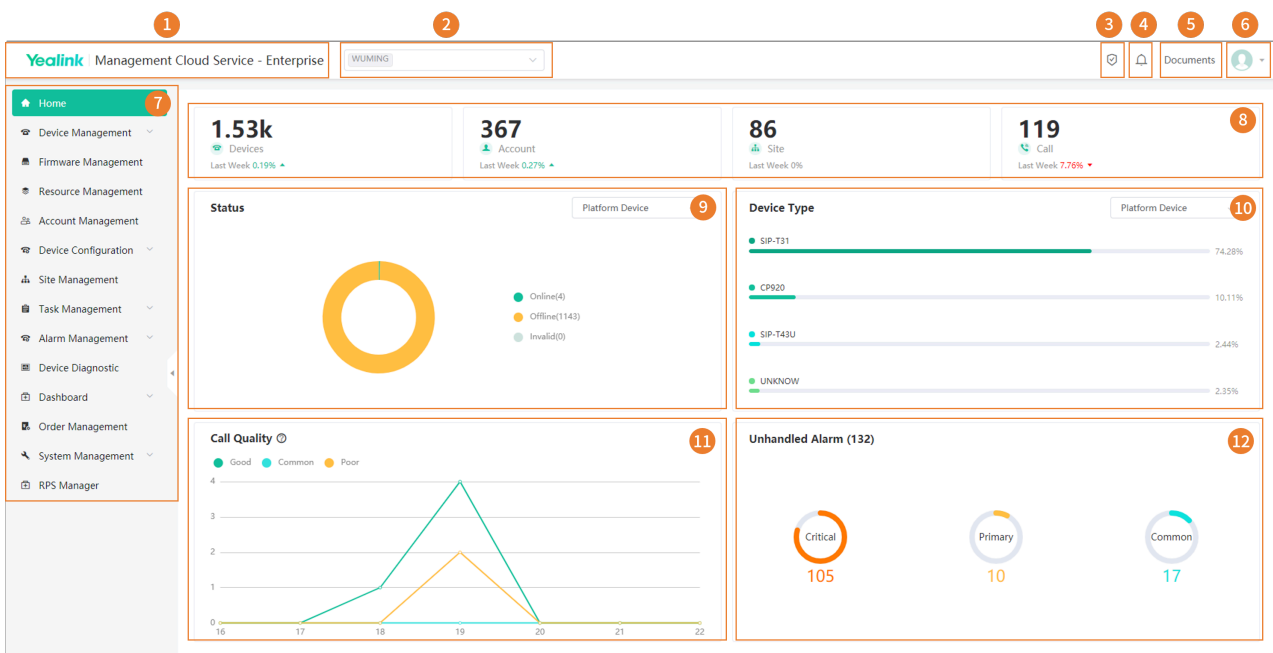 1
2
3
4
5
6
Yealink Management Cloud Service - Enterprise
WUMING
Documents
Home
7
Device Management
Firmware Management
Resource Management
Account Management
Device Configuration
Site Management
Task Management
Alarm Management
Device Diagnostic
Dashboard
Order Management
System Management
RPS Manager
8
1.53k
Devices
Last Week 0.19%
367
Account
Last Week 0.27%
86
Site
Last Week 0%
119
Call
Last Week 7.76%
Status
Platform Device
9
Online(4)
Offline(1143)
Invalid(0)
Device Type
Platform Device
10
SIP-T31
74.28%
CP920
10.11%
SIP-T43U
2.44%
UNKNOW
2.35%
Call Quality
11
Good
Common
Poor
4
3
2
1
0
16 17 18 19 20 21 22
Unhandled Alarm (132)
12
Critical
105
Primary
10
Common
17